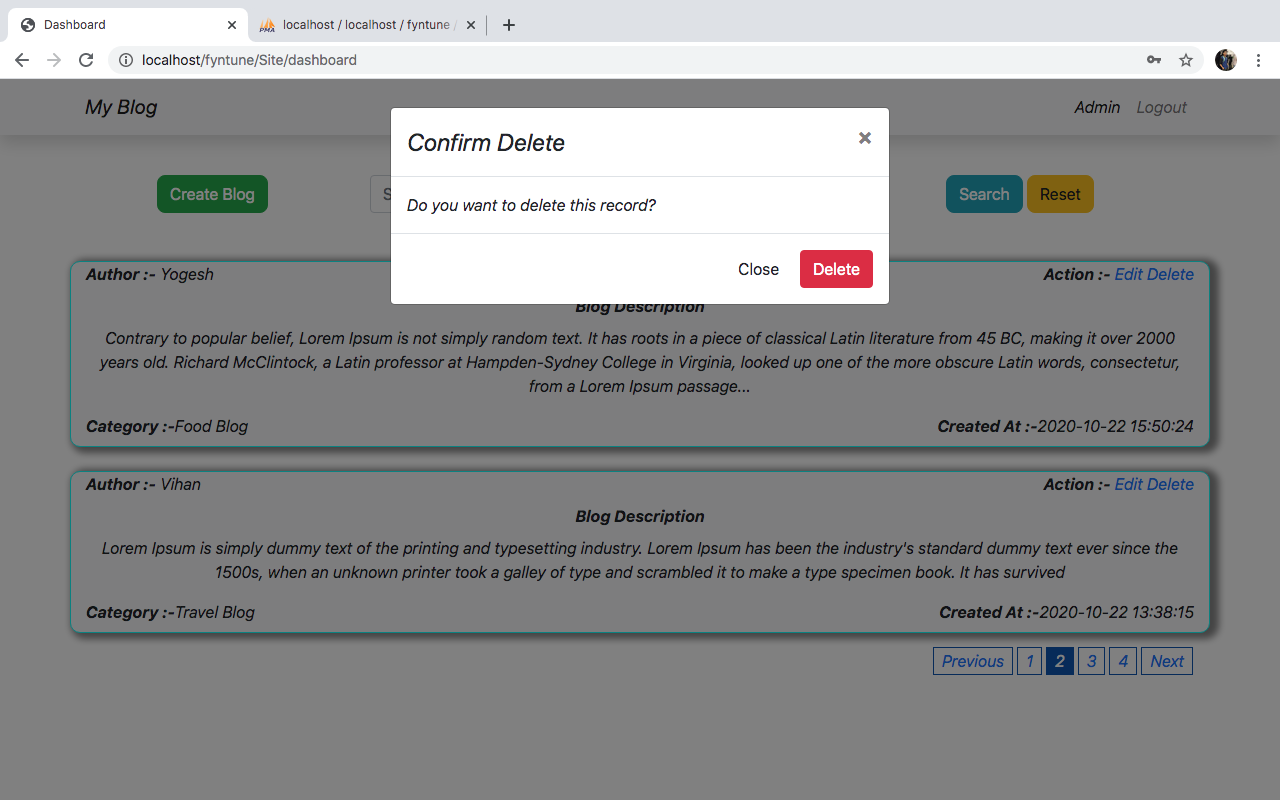 Dashboard
localhost / localhost / fyntune /
localhost/fyntune/Site/dashboard
My Blog
Admin Logout
Confirm Delete
×
Do you want to delete this record?
Close Delete
Create Blog
S
Search Reset
Author :- Yogesh
Action :- Edit Delete
Blog Description
Contrary to popular belief, Lorem Ipsum is not simply random text. It has roots in a piece of classical Latin literature from 45 BC, making it over 2000
years old. Richard McClintock, a Latin professor at Hampden-Sydney College in Virginia, looked up one of the more obscure Latin words, consectetur,
from a Lorem Ipsum passage...
Category :-Food Blog
Created At :-2020-10-22 15:50:24
Author :- Vihan
Action :- Edit Delete
Blog Description
Lorem Ipsum is simply dummy text of the printing and typesetting industry. Lorem Ipsum has been the industry's standard dummy text ever since the
1500s, when an unknown printer took a galley of type and scrambled it to make a type specimen book. It has survived
Category :-Travel Blog
Created At :-2020-10-22 13:38:15
Previous 1 2 3 4 Next